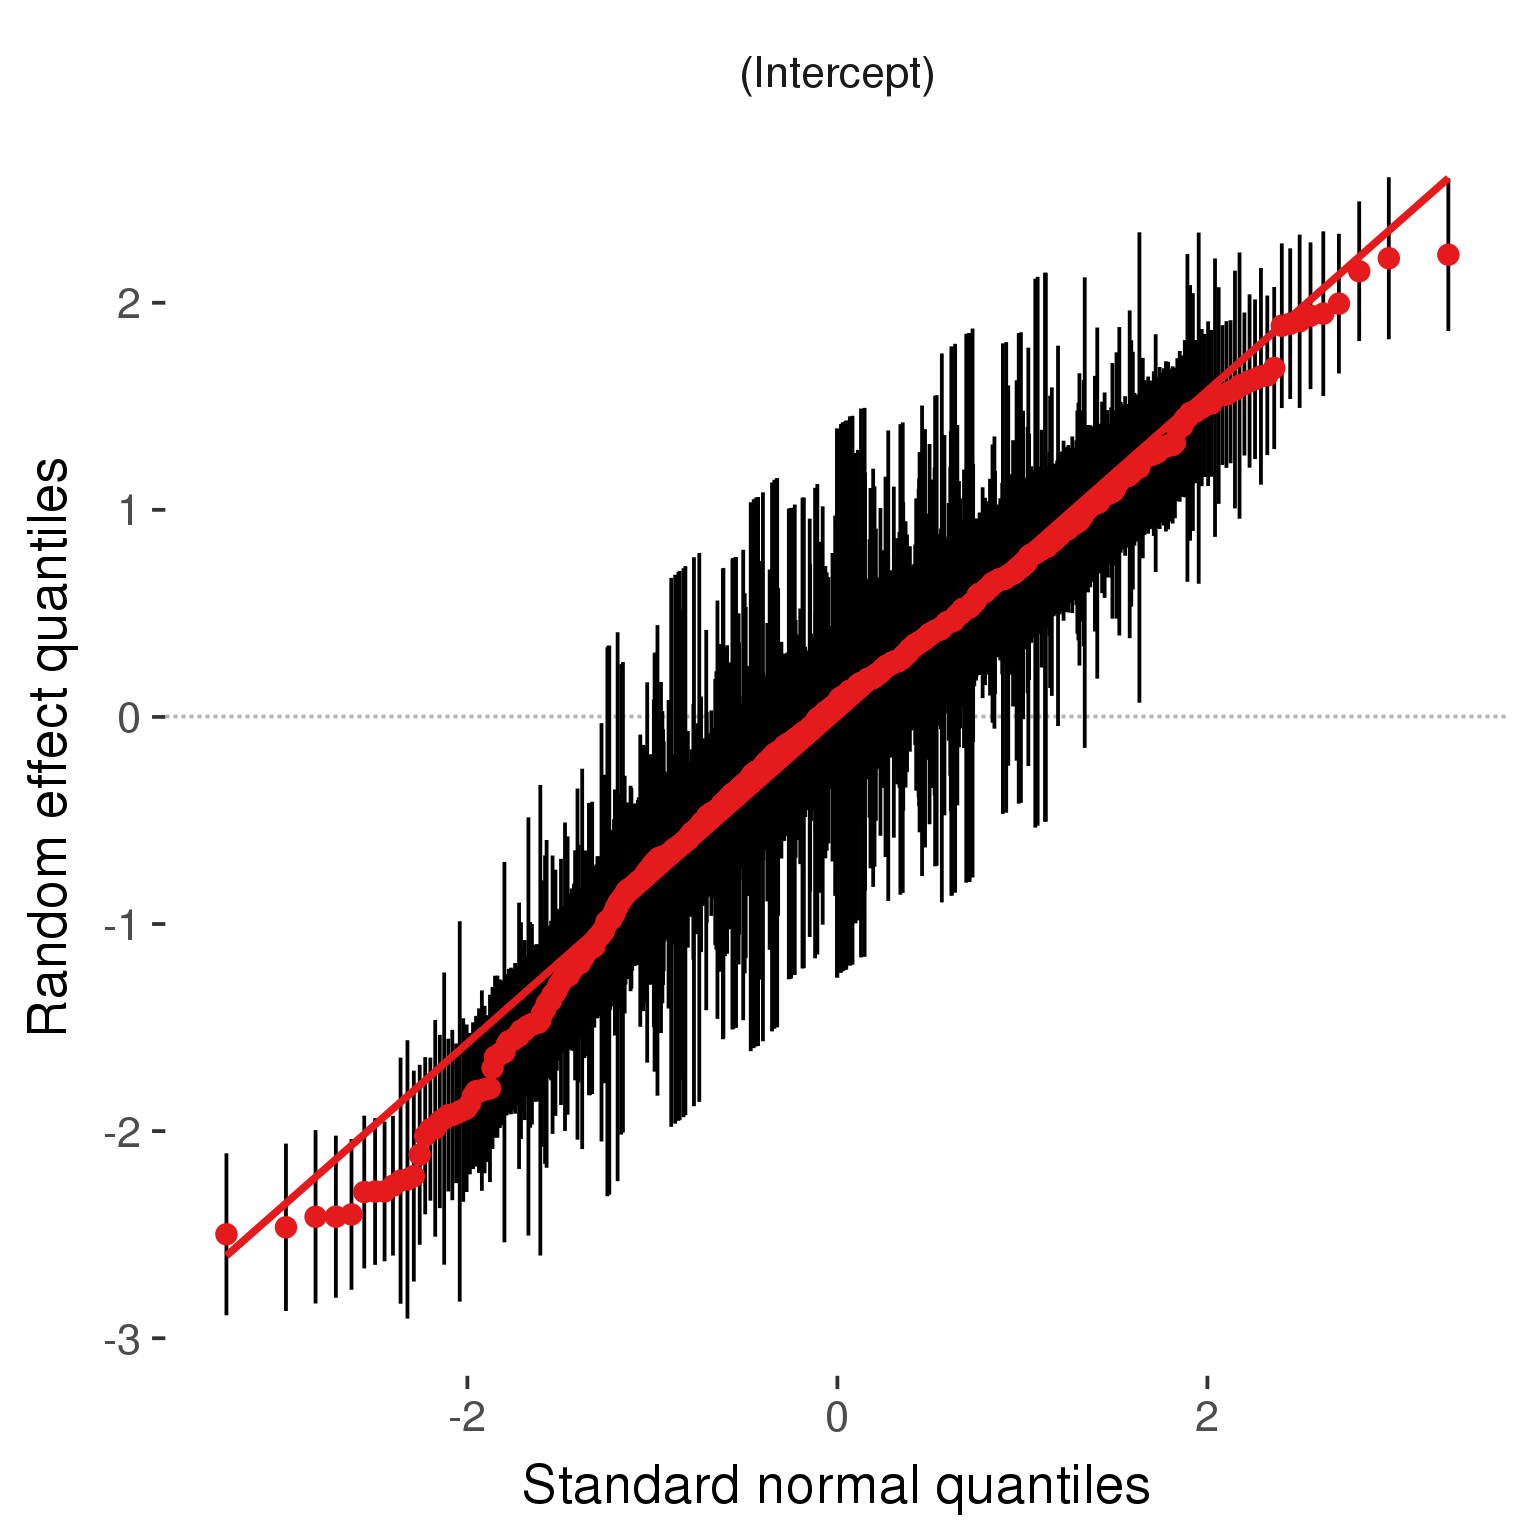 (Intercept)
Random effect quantiles
2
1
0
-1
-2
-3
-2 0 2
Standard normal quantiles